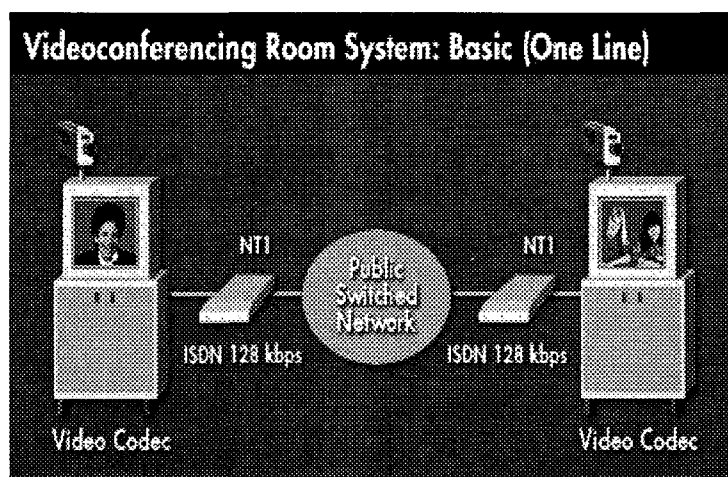 Videoconferencing Room System: Basic (One Line)
NT1
Public
Switched
Network
NT1
ISDN 128 kbps
ISDN 128 kbps
Video Codec
Video Codec